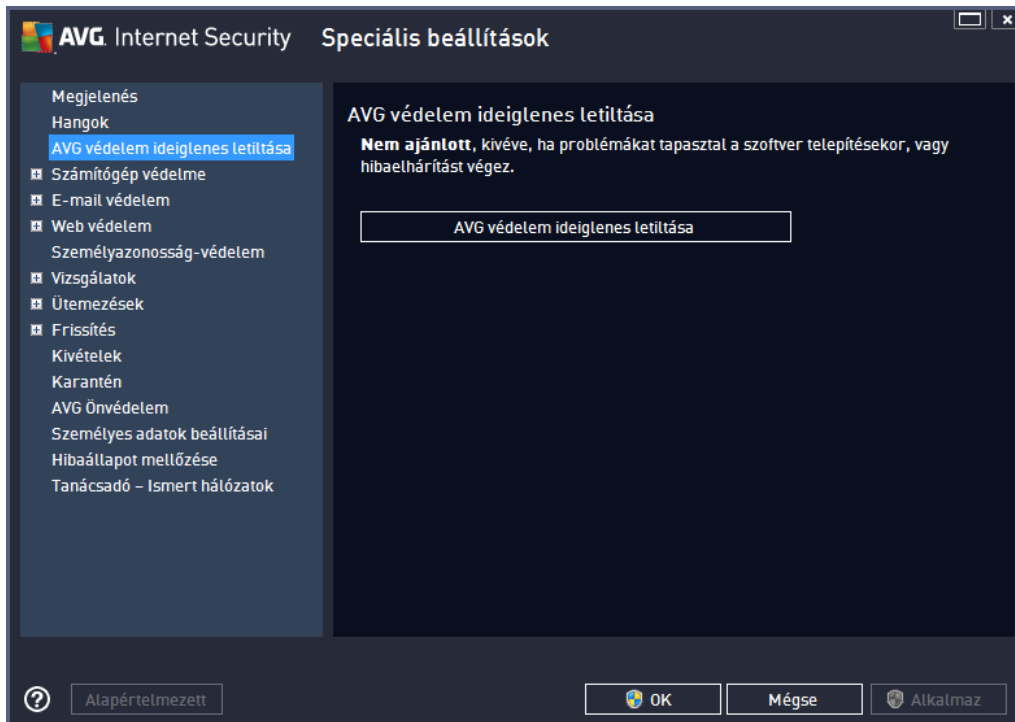 AVG. Internet Security Speciális beállítások
Megjelenés
Hangok
AVG védelem ideiglenes letiltása
Számítógép védelme
E-mail védelem
Web védelem
Személyazonosság-védelem
Vizsgálatok
Ütemezések
Frissítés
Kivételek
Karantén
AVG Önvédelem
Személyes adatok beállításai
Hibaállapot mellőzése
Tanácsadó – Ismert hálózatok
AVG védelem ideiglenes letiltása
Nem ajánlott, kivéve, ha problémákat tapasztal a szoftver telepítésekor, vagy
hibaelhárítást végez.
AVG védelem ideiglenes letiltása
Alapértelmezett
OK
Mégse
Alkalmaz